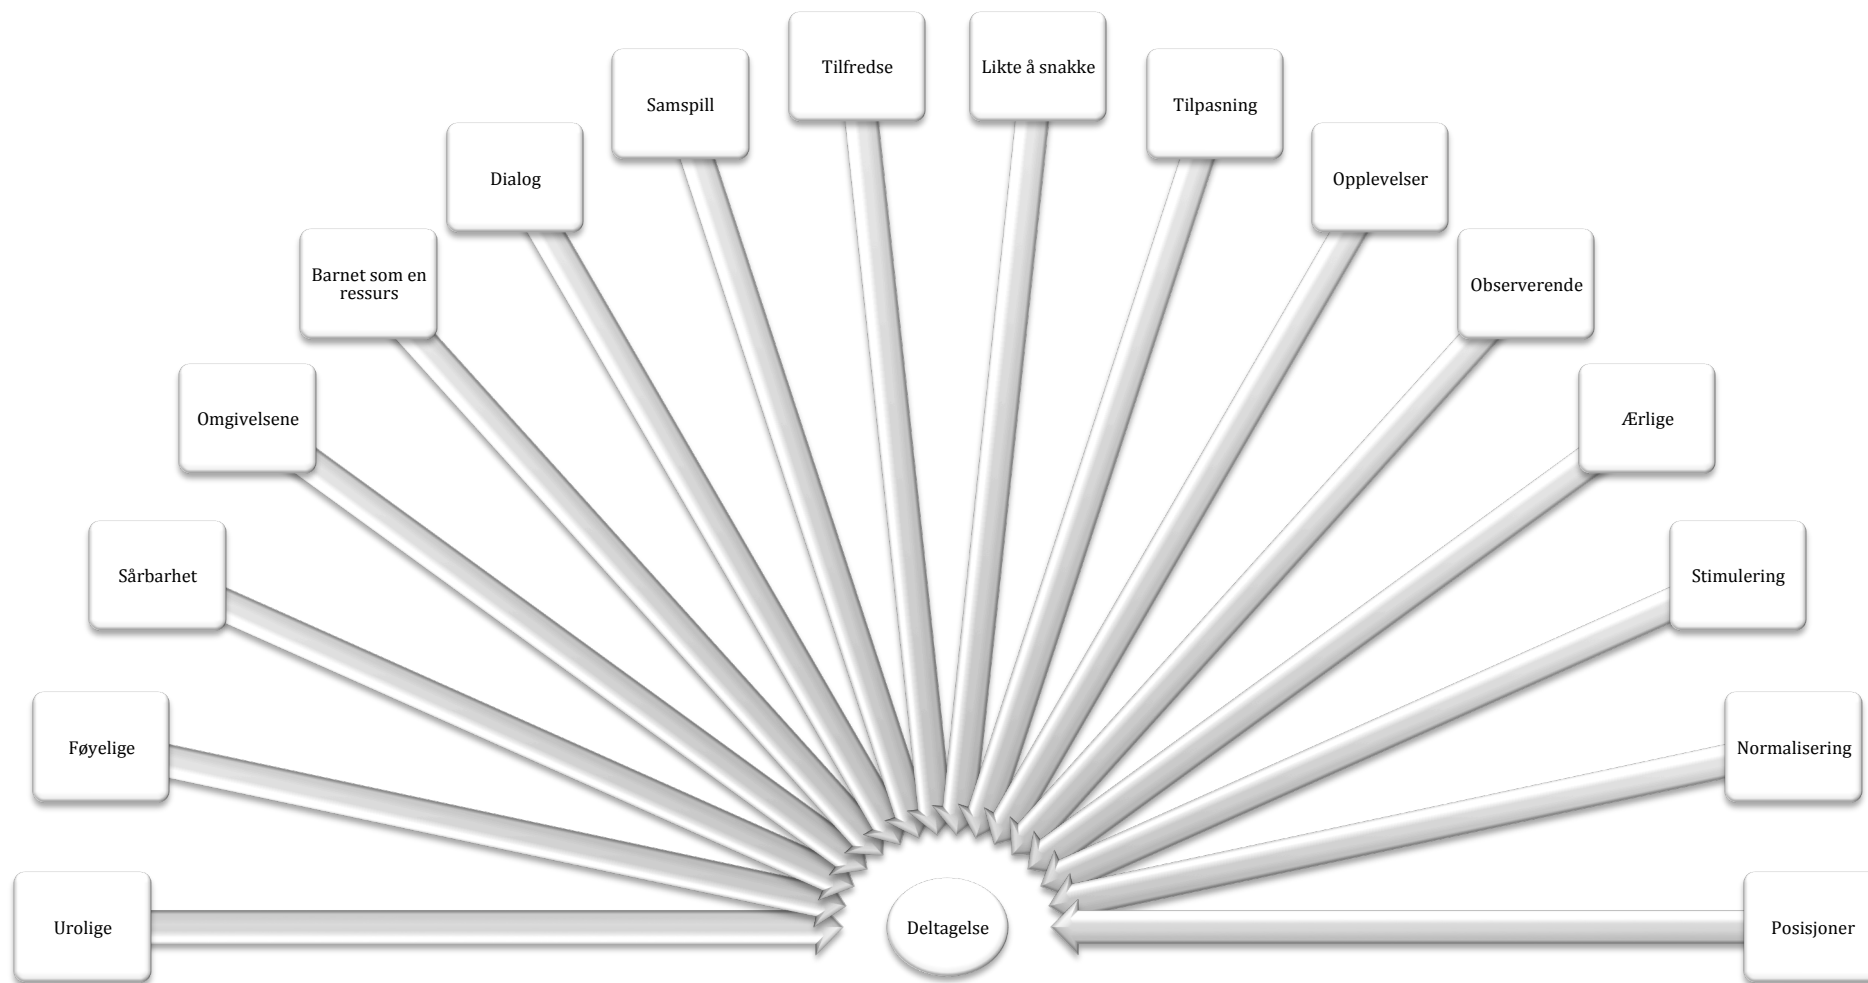 Urolige
Føyelige
Sårbarhet
Omgivelsene
Barnet som en
ressurs
Dialog
Samspill
Tilfredse
Likte å snakke
Tilpasning
Opplevelser
Observerende
Ærlige
Stimulering
Normalisering
Posisjoner
Deltagelse